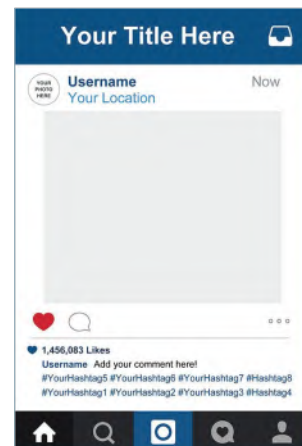 Your Title Here
YOUR
PHOTO
HERE
Username
Now
Your Location
1,456,083 Likes
Username Add your comment here!
#YourHashtag5 #YourHashtag6 #YourHashtag7 #Hashtag8
#YourHashtag1 #YourHashtag2 #YourHashtag3 #Hashtag4